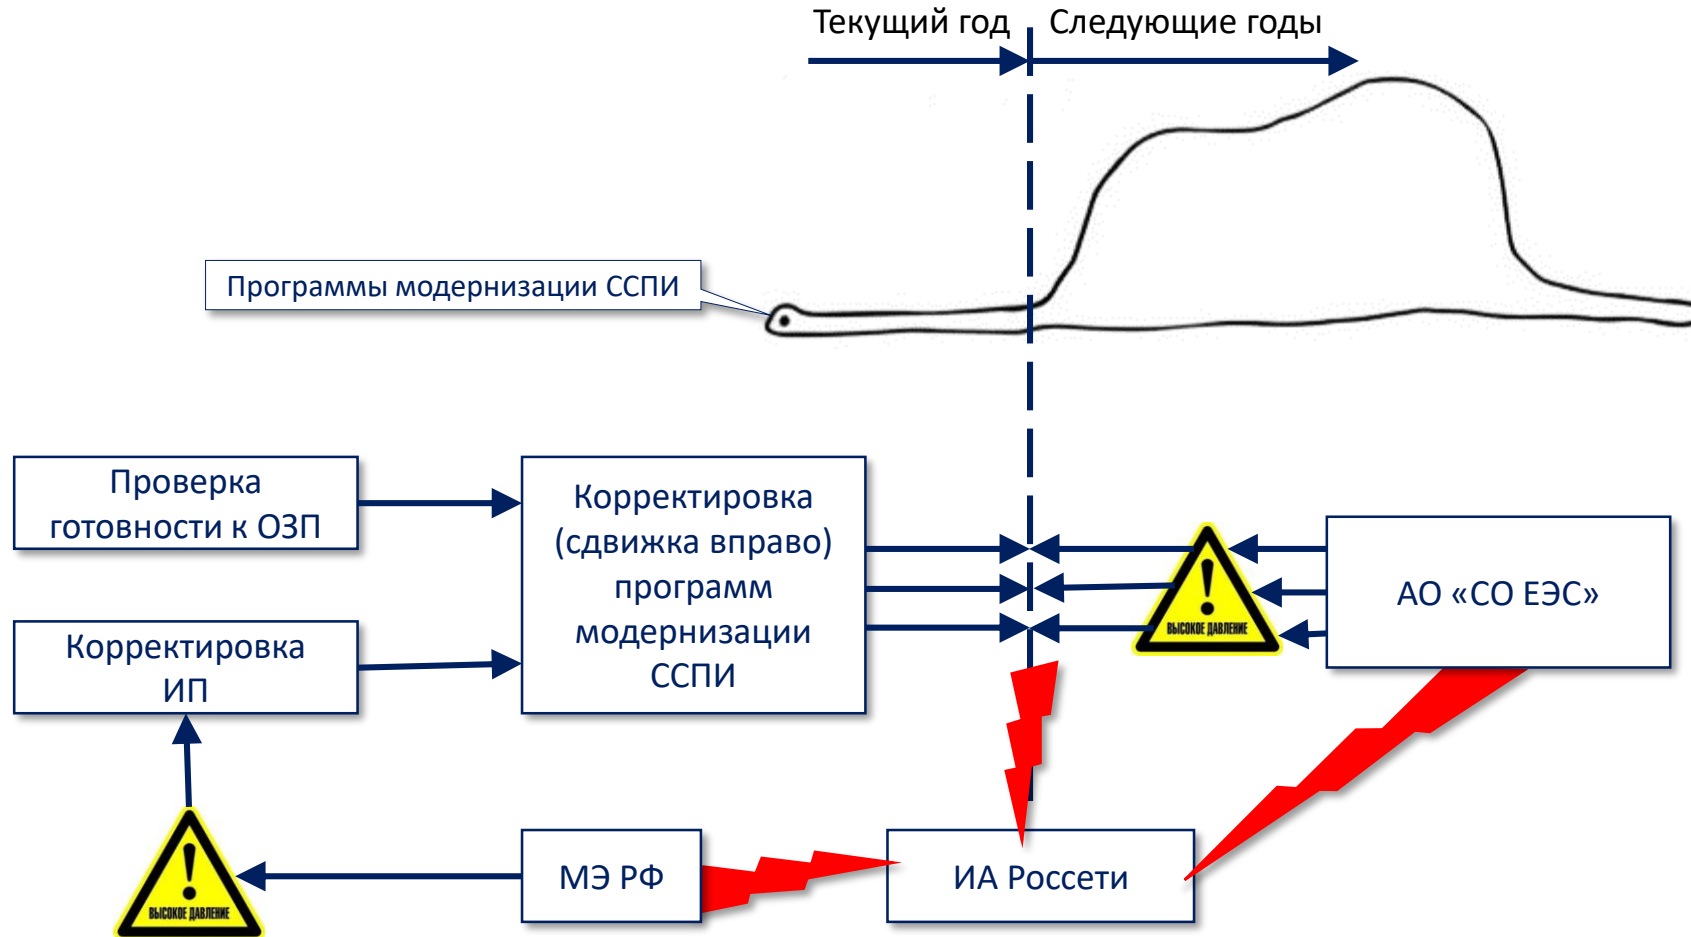 Текущий год
Следующие годы
Программы модернизации ССПИ
Проверка
готовности к ОЗП
Корректировка
(сдвижка вправо)
программ
модернизации
ССПИ
ВЫСОКОЕ ДАВЛЕНИЕ
АО «СО ЕЭС»
Корректировка
ИП
ВЫСОКОЕ ДАВЛЕНИЕ
МЭ РФ
ИА Россети